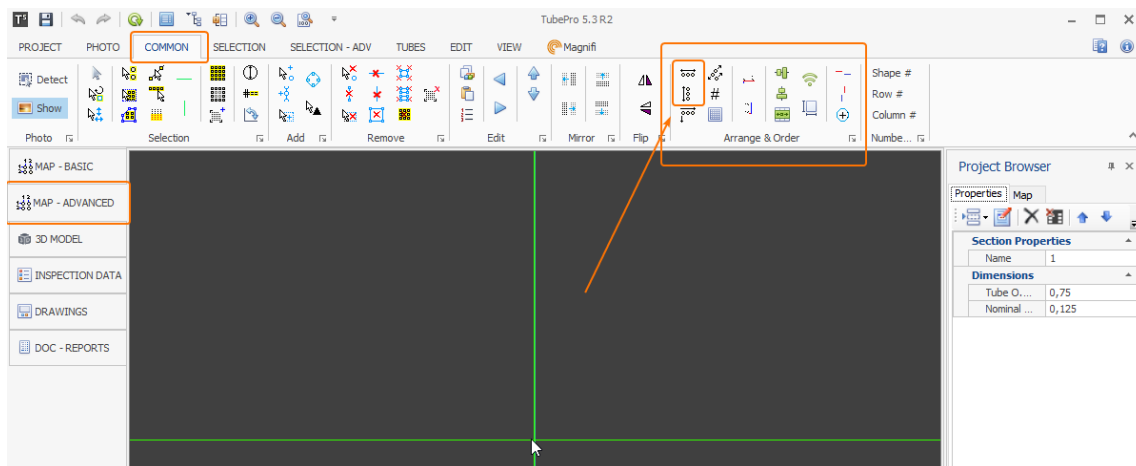 TS TubePro 5.3 R2
PROJECT PHOTO COMMON SELECTION SELECTION - ADV TUBES EDIT VIEW Magnifi
Detect
Show
#
Shape #
Row #
Column #
Photo Selection Add Remove Edit Mirror Flip Arrange & Order Numbe...
MAP - BASIC
MAP - ADVANCED
3D MODEL
INSPECTION DATA
DRAWINGS
DOC - REPORTS
Project Browser
Properties Map
Section Properties
Name 1
Dimensions
Tube O.... 0,75
Nominal ... 0,125